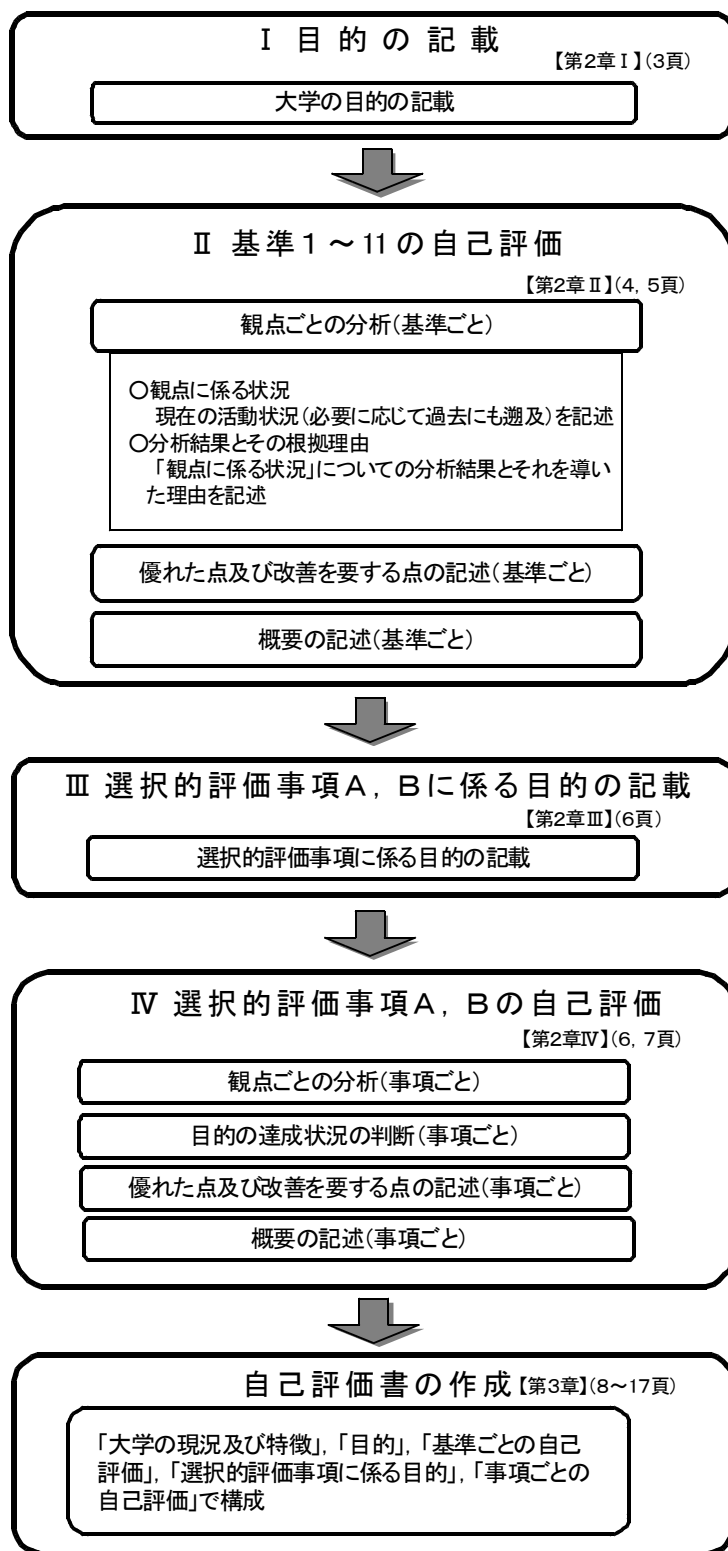 Ⅰ 目的の記載
【第2章Ⅰ】(3頁)
大学の目的の記載
Ⅱ 基準1～11の自己評価
【第2章Ⅱ】(4, 5頁)
観点ごとの分析(基準ごと)
○観点に係る状況
現在の活動状況(必要に応じて過去にも遡及)を記述
○分析結果とその根拠理由
「観点に係る状況」についての分析結果とそれを導い
た理由を記述
優れた点及び改善を要する点の記述(基準ごと)
概要の記述(基準ごと)
Ⅲ 選択的評価事項A, Bに係る目的の記載
【第2章Ⅲ】(6頁)
選択的評価事項に係る目的の記載
Ⅳ 選択的評価事項A, Bの自己評価
【第2章Ⅳ】(6, 7頁)
観点ごとの分析(事項ごと)
目的の達成状況の判断(事項ごと)
優れた点及び改善を要する点の記述(事項ごと)
概要の記述(事項ごと)
自己評価書の作成【第3章】(8～17頁)
「大学の現況及び特徴」, 「目的」, 「基準ごとの自己
評価」, 「選択的評価事項に係る目的」, 「事項ごとの
自己評価」で構成